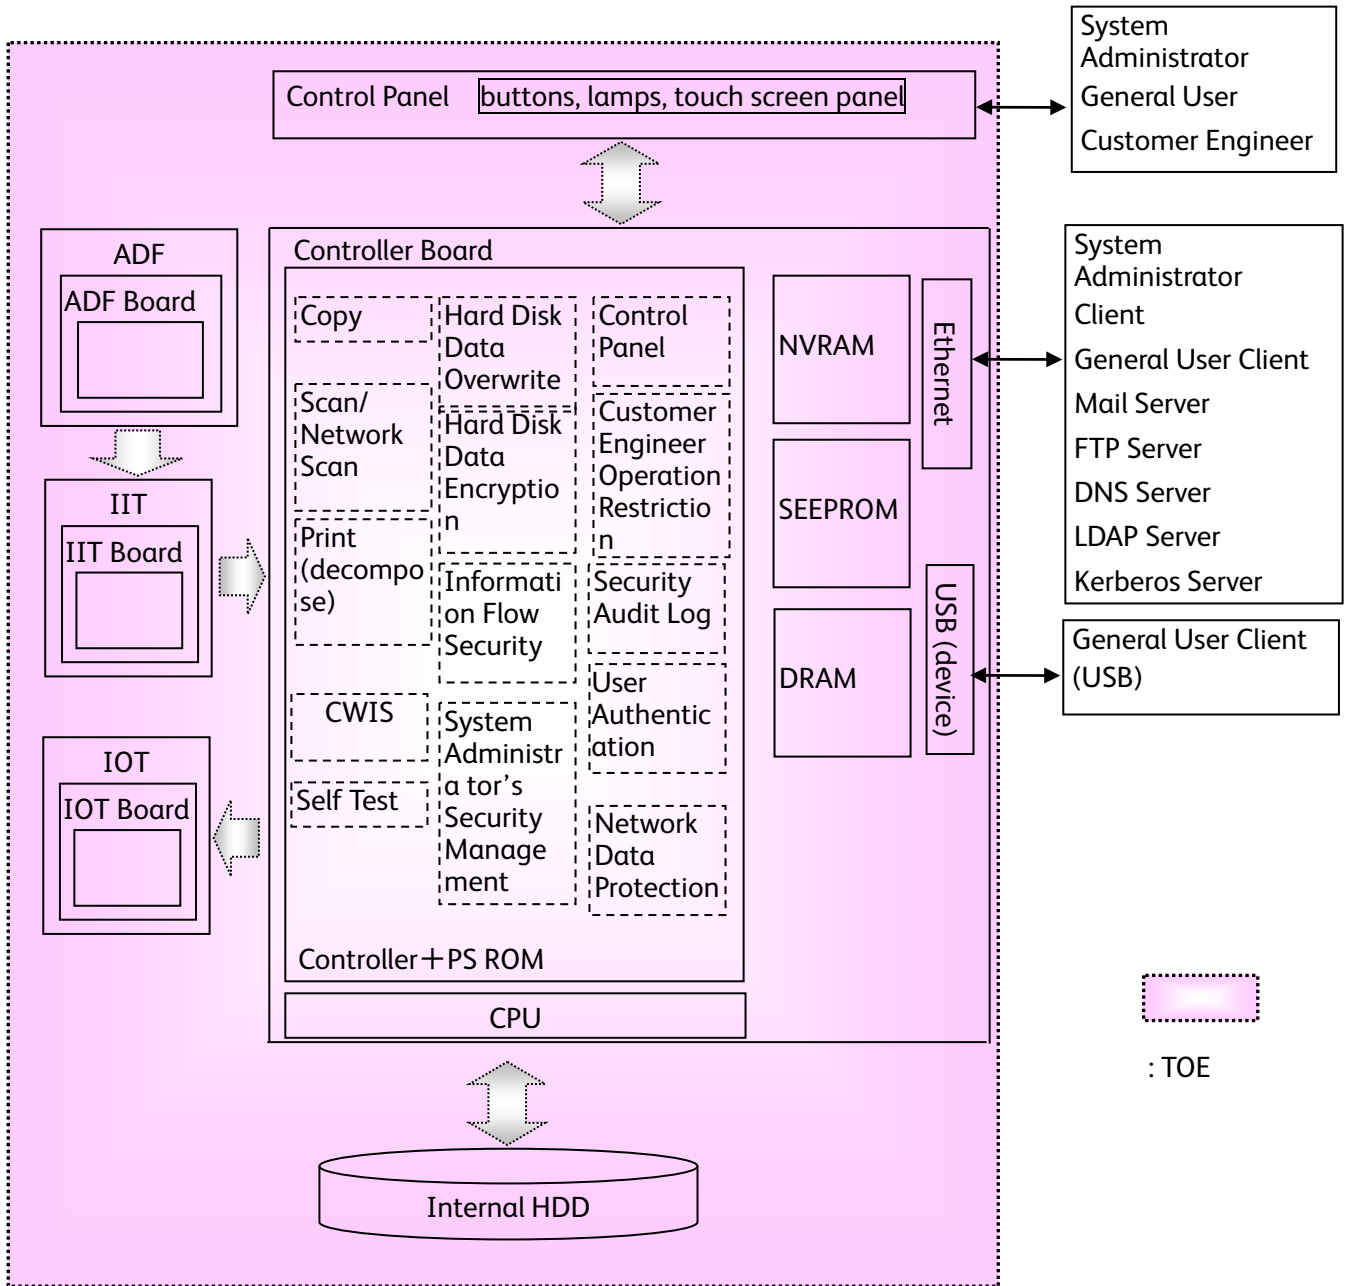 System
Administrator
General User
Customer Engineer
Control Panel buttons, lamps, touch screen panel
ADF
ADF Board
IIT
IIT Board
IOT
IOT Board
Controller Board
Copy
Scan/
Network
Scan
Print
(decompo
se)
CWIS
Self Test
Hard Disk
Data
Overwrite
Hard Disk
Data
Encryptio
n
Informati
on Flow
Security
System
Administr
a tor’s
Security
Manage
ment
Control
Panel
Customer
Engineer
Operation
Restrictio
n
Security
Audit Log
User
Authentic
ation
Network
Data
Protection
Controller＋PS ROM
CPU
NVRAM
SEEPROM
DRAM
Ethernet
USB (device)
System
Administrator
Client
General User Client
Mail Server
FTP Server
DNS Server
LDAP Server
Kerberos Server
General User Client
(USB)
Internal HDD
: TOE